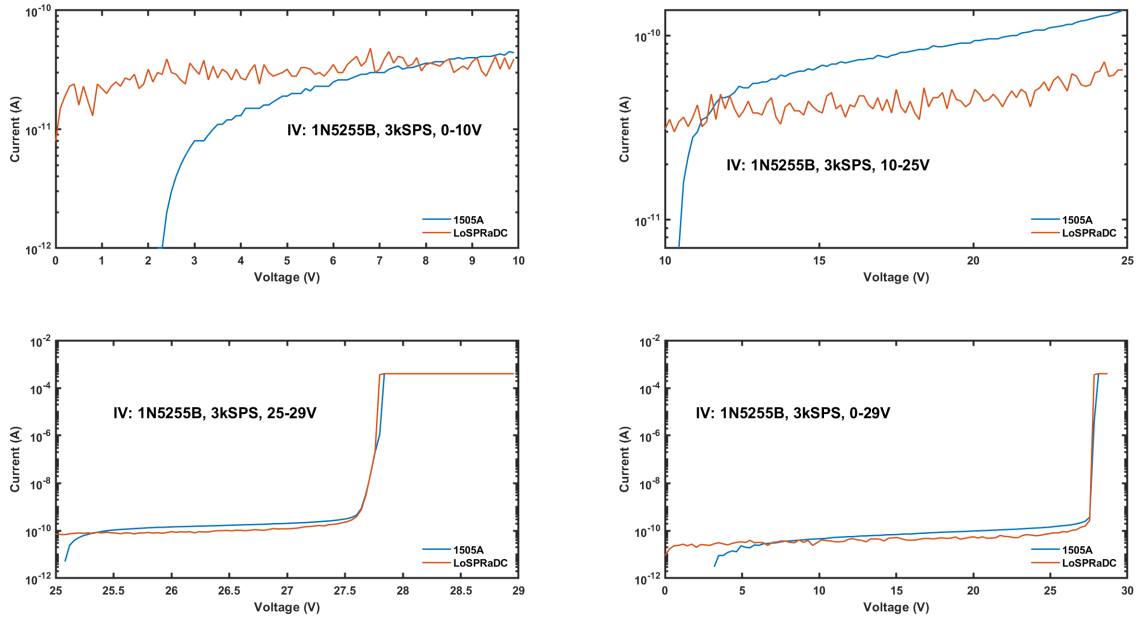 10^-10
10^-11
10^-12
Current (A)
IV: 1N5255B, 3kSPS, 0-10V
1505A
LoSPRaDC
0 1 2 3 4 5 6 7 8 9 10
Voltage (V)
10^-10
10^-11
Current (A)
IV: 1N5255B, 3kSPS, 10-25V
1505A
LoSPRaDC
10 15 20 25
Voltage (V)
10^-2
10^-4
10^-6
10^-8
10^-10
10^-12
Current (A)
IV: 1N5255B, 3kSPS, 25-29V
1505A
LoSPRaDC
25 25.5 26 26.5 27 27.5 28 28.5 29
Voltage (V)
10^-2
10^-4
10^-6
10^-8
10^-10
10^-12
Current (A)
IV: 1N5255B, 3kSPS, 0-29V
1505A
LoSPRaDC
0 5 10 15 20 25 30
Voltage (V)